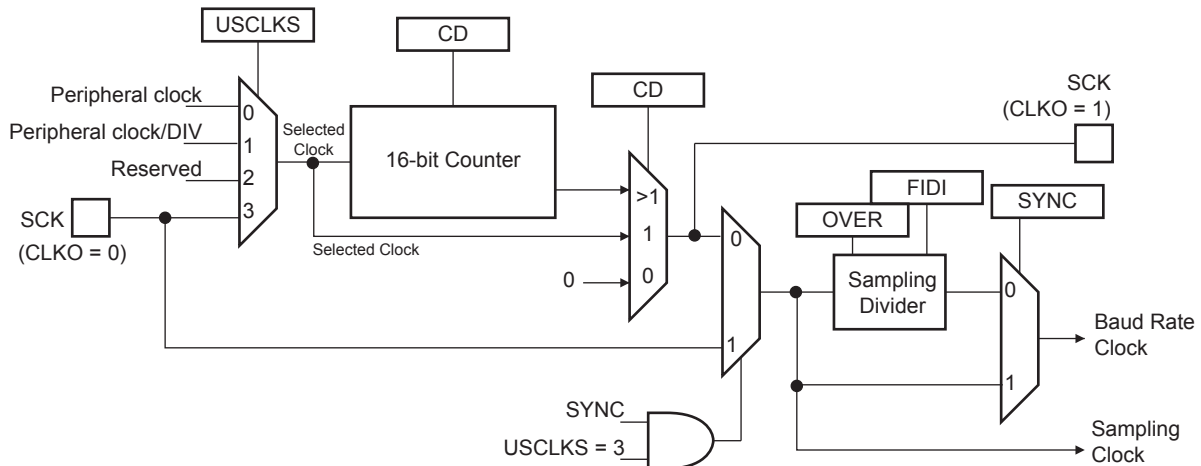 USCLKS
CD
CD
SCK
(CLKO = 1)
Peripheral clock
0
Peripheral clock/DIV
1
Reserved
2
SCK
3
(CLKO = 0)
Selected
Clock
16-bit Counter
Selected Clock
>1
1
0
0
0
1
FIDI
OVER
SYNC
Sampling
Divider
0
1
Baud Rate
Clock
SYNC
USCLKS = 3
Sampling
Clock